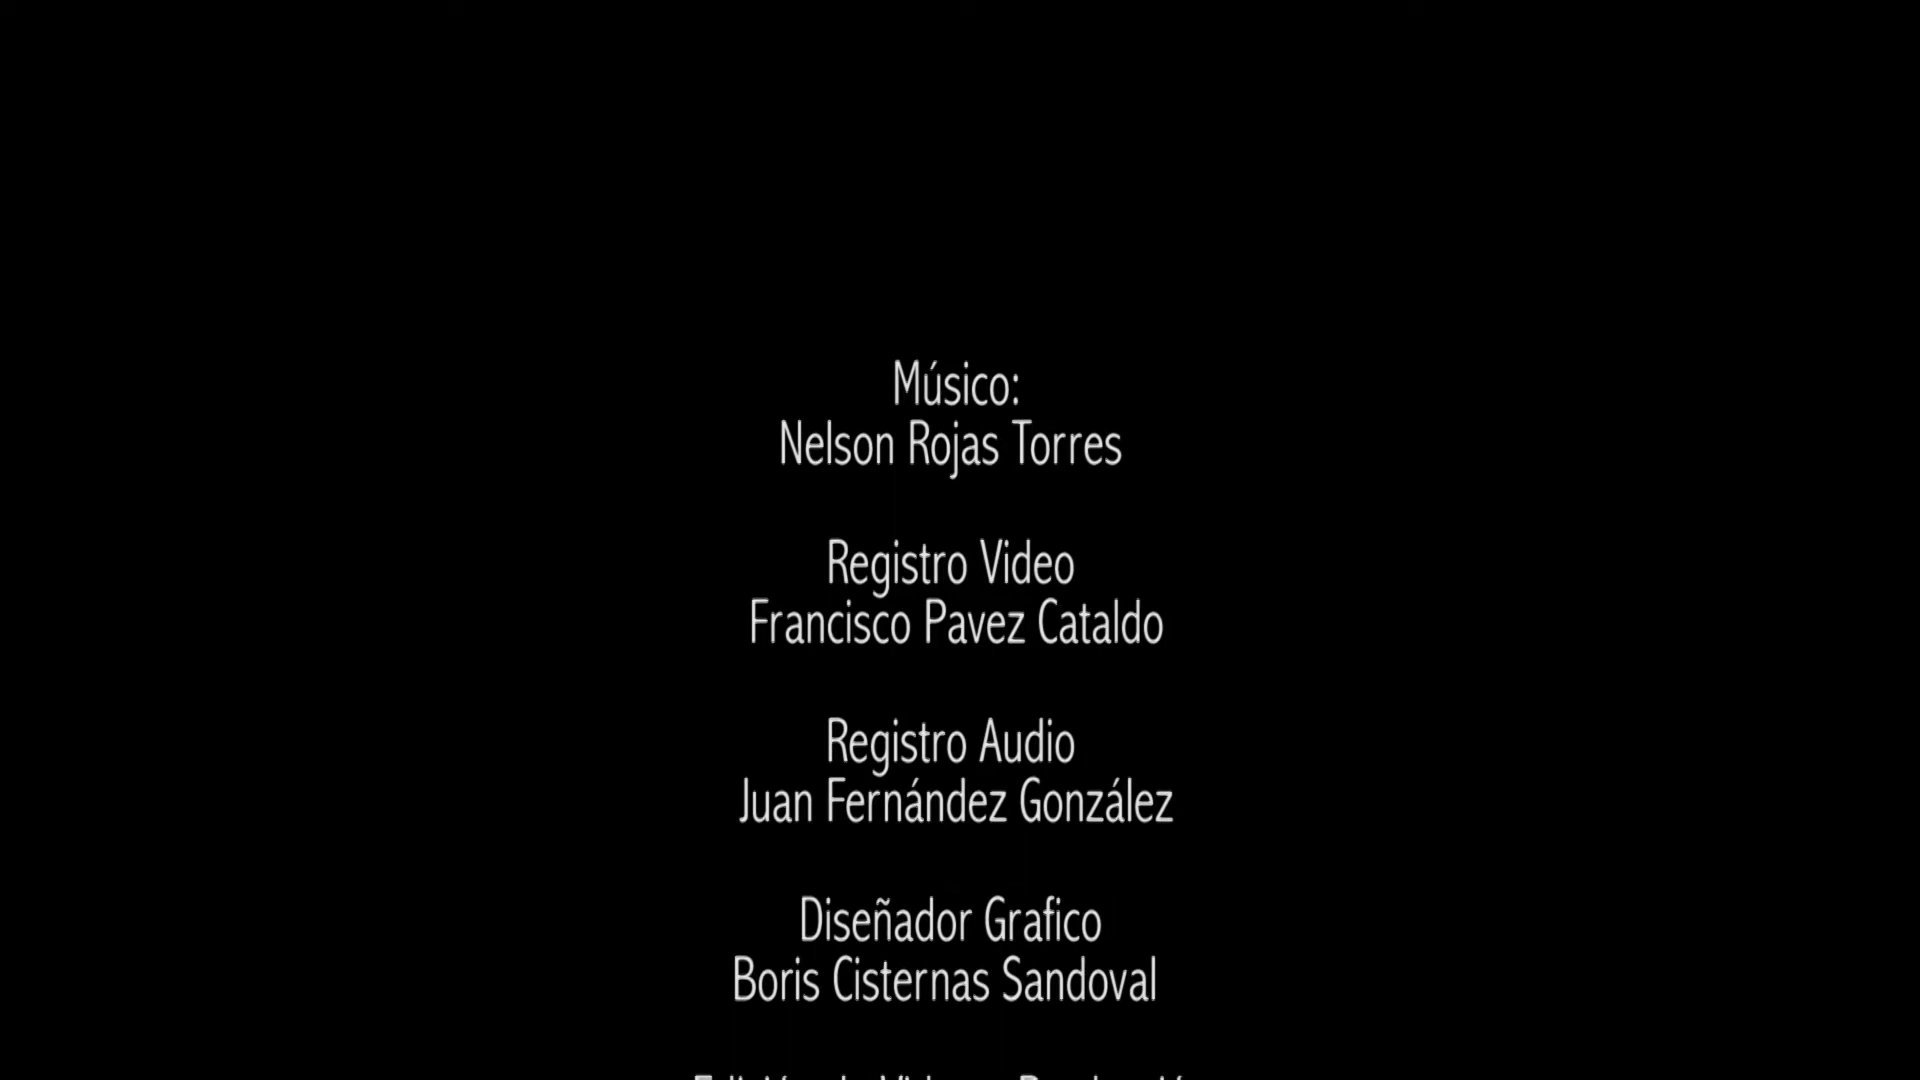 Músico:
Nelson Rojas Torres
Registro Video
Francisco Pavez Cataldo
Registro Audio
Juan Fernández González
Diseñador Grafico
Boris Cisternas Sandoval